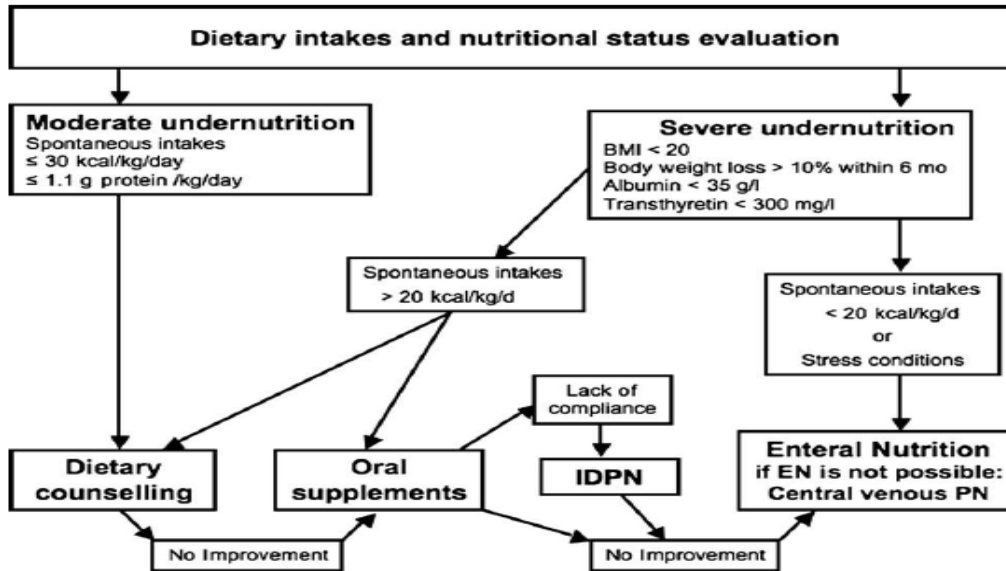 Dietary intakes and nutritional status evaluation
Moderate undernutrition
Spontaneous intakes
≤ 30 kcal/kg/day
≤ 1.1 g protein /kg/day
Severe undernutrition
BMI < 20
Body weight loss > 10% within 6 mo
Albumin < 35 g/l
Transthyretin < 300 mg/l
Spontaneous intakes
> 20 kcal/kg/d
Spontaneous intakes
< 20 kcal/kg/d
or
Stress conditions
Lack of
compliance
Dietary
counselling
Oral
supplements
IDPN
Enteral Nutrition
if EN is not possible:
Central venous PN
No Improvement
No Improvement